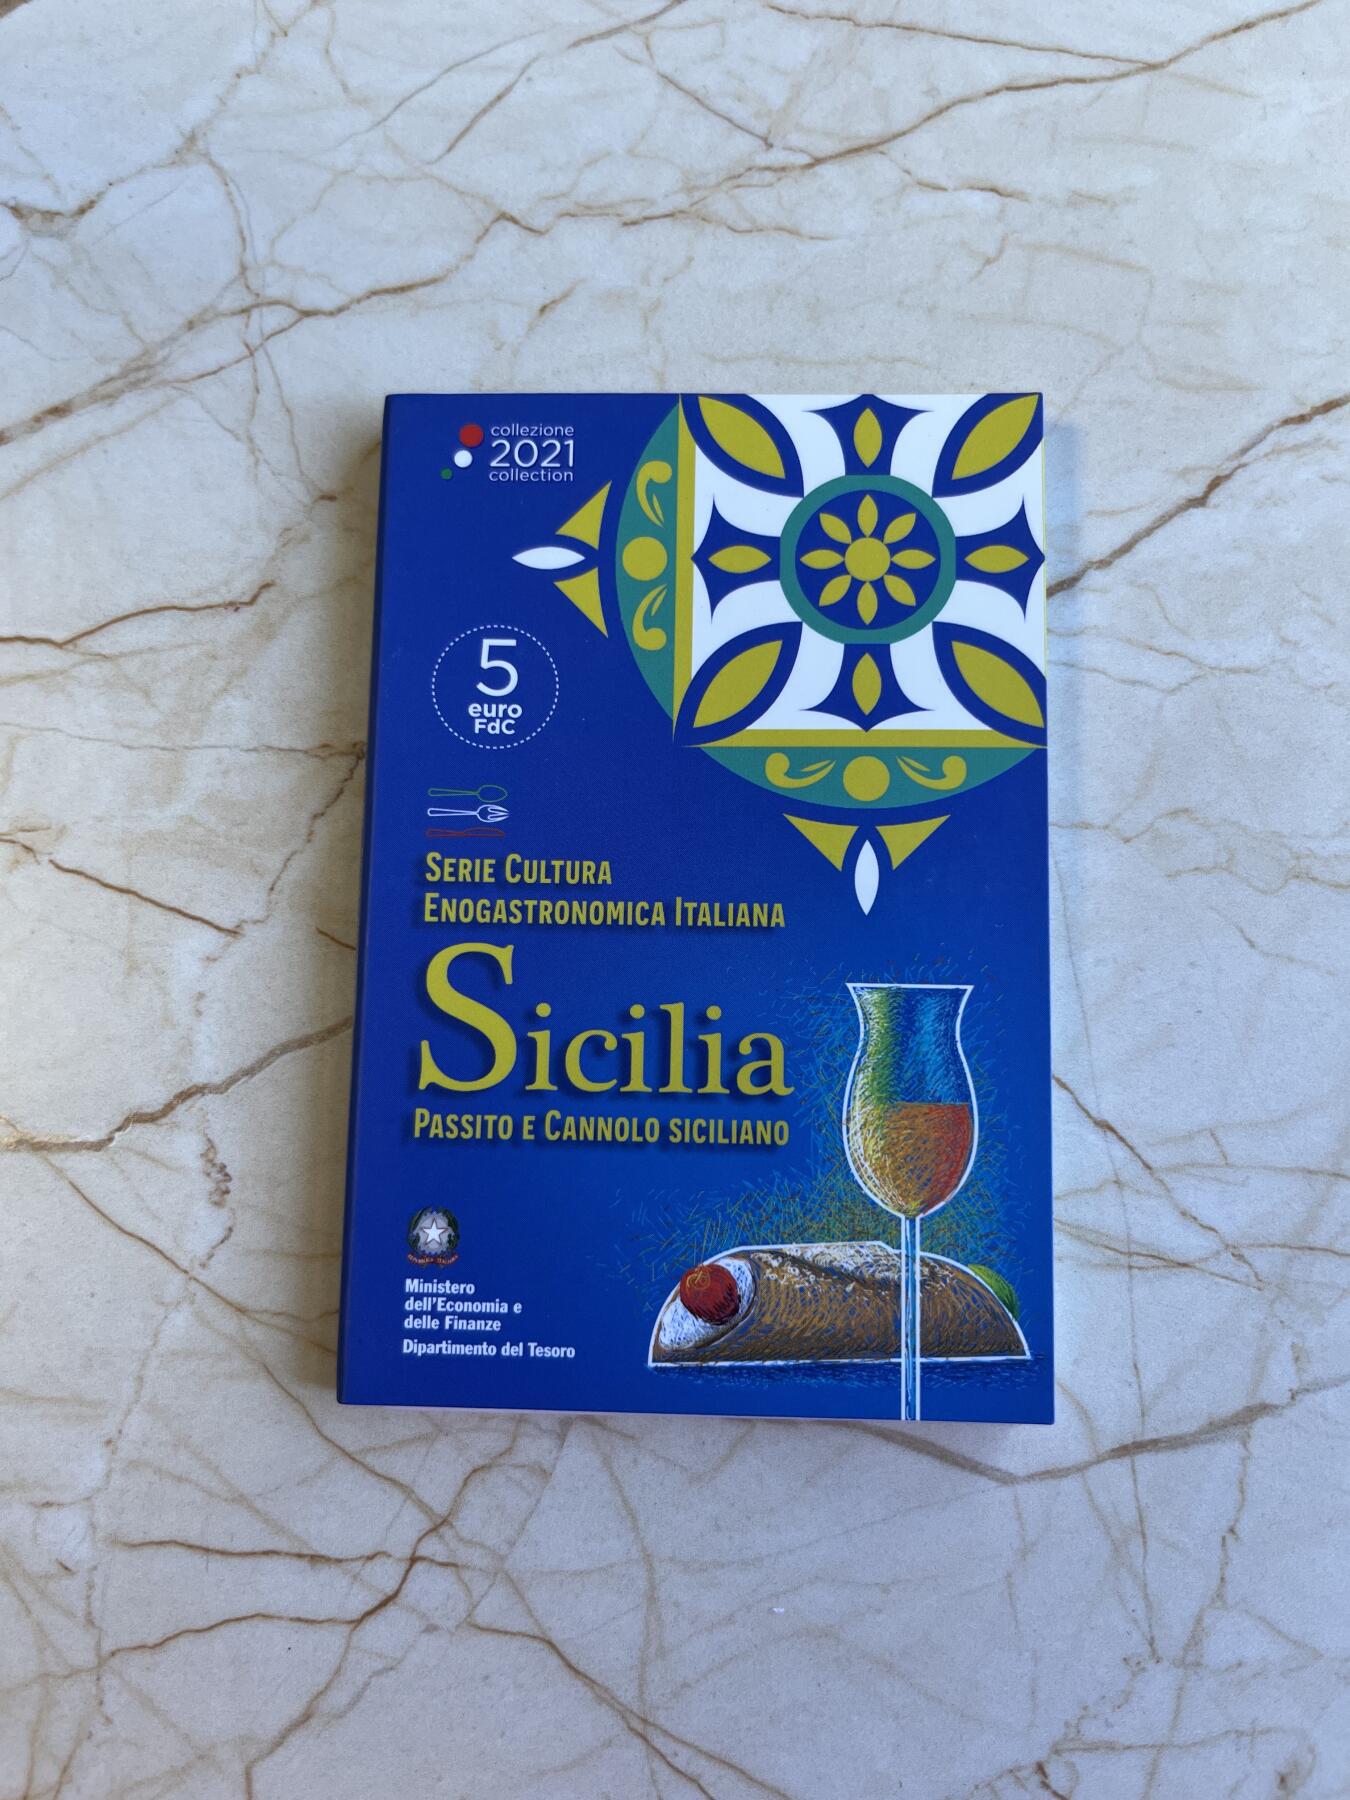 collezione
2021
collection
5
euro
FdC
Serie Cultura
Enogastronomica Italiana
Sicilia
Passito e Cannolo siciliano
Ministero
dell'Economia e
delle Finanze
Dipartimento del Tesoro